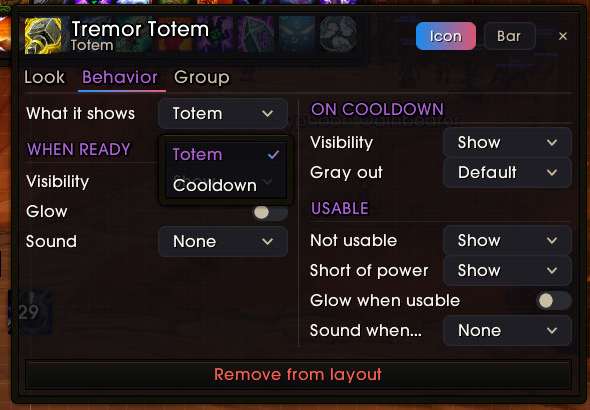 Tremor Totem
Totem
Icon
Bar
×
Look
Behavior
Group
What it shows
Totem
Totem
Cooldown
WHEN READY
Visibility
Glow
Sound
None
ON COOLDOWN
Visibility
Show
Gray out
Default
USABLE
Not usable
Show
Short of power
Show
Glow when usable
Sound when...
None
29
Remove from layout